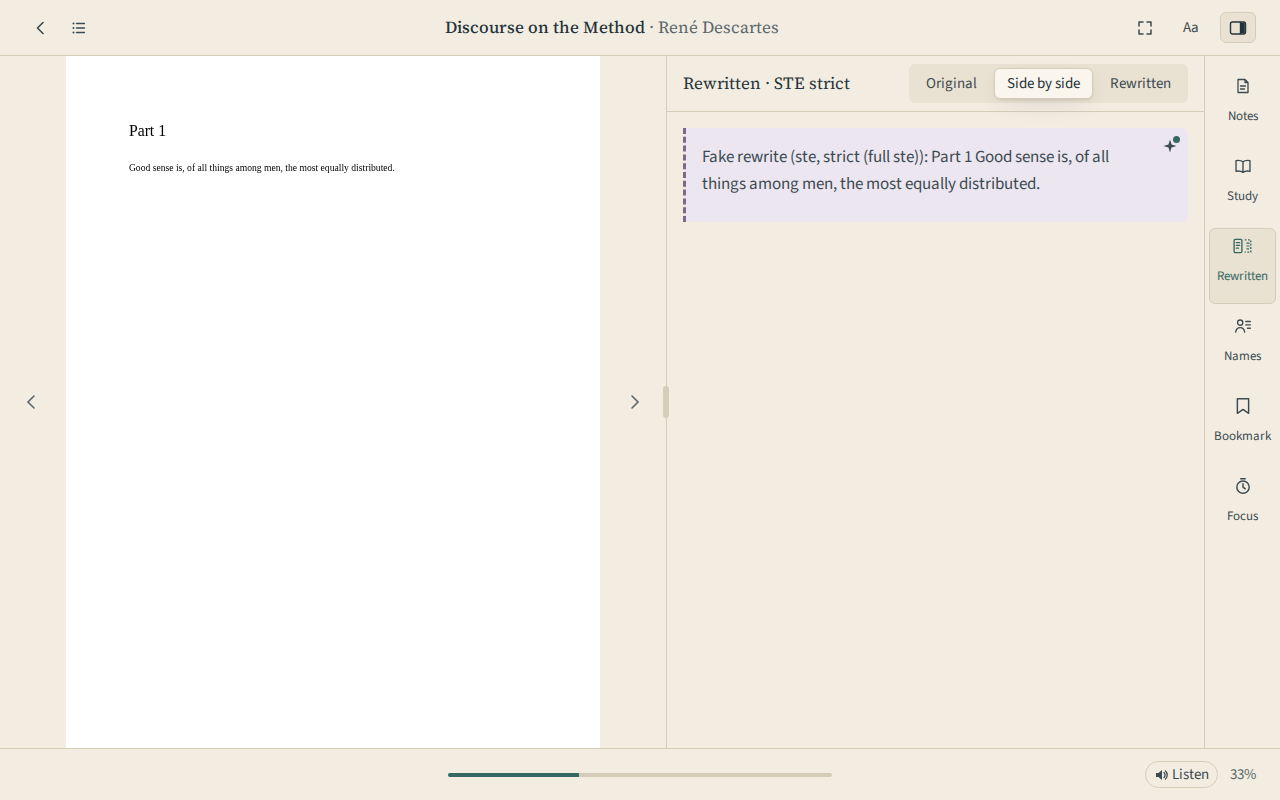 Discourse on the Method · René Descartes
Aa
Part 1
Good sense is, of all things among men, the most equally distributed.
Rewritten · STE strict
Original
Side by side
Rewritten
Fake rewrite (ste, strict (full ste)): Part 1 Good sense is, of all
things among men, the most equally distributed.
Notes
Study
Rewritten
Names
Bookmark
Focus
Listen
33%